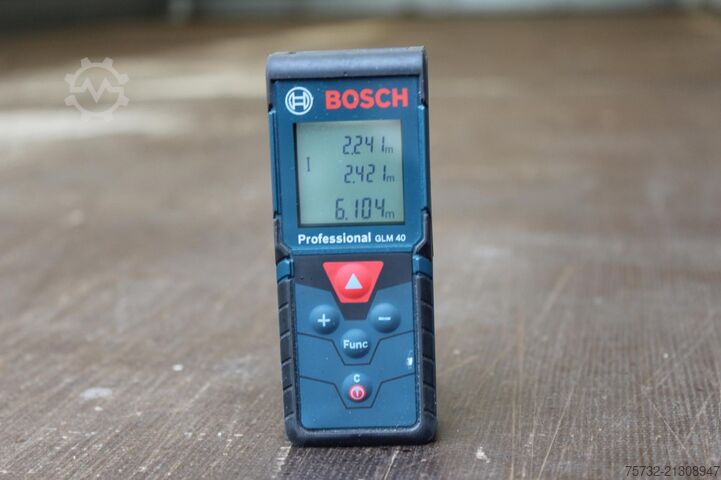 BOSCH
2.241m
2.421m
6.104m
Professional GLM 40
+ −
Func
C
75732-21308947